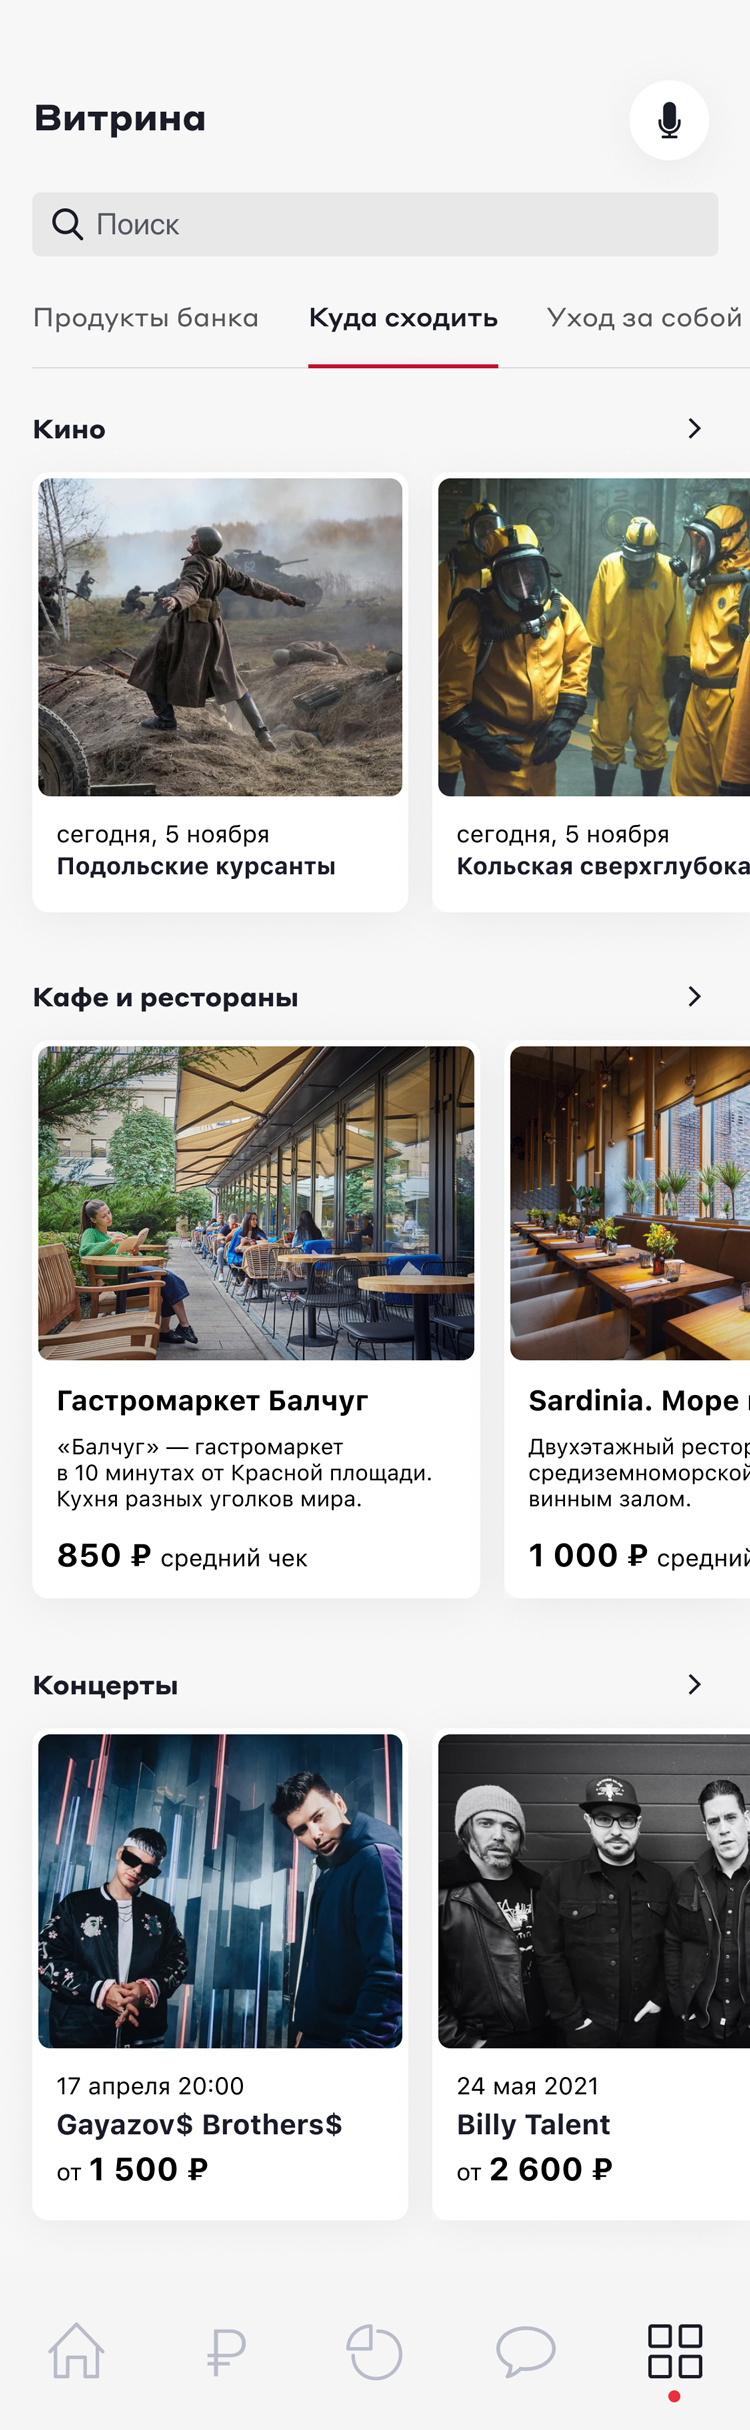 Витрина
Поиск
Продукты банка
Куда сходить
Уход за собой
Кино
сегодня, 5 ноября
Подольские курсанты
сегодня, 5 ноября
Кольская сверхглубока
Кафе и рестораны
Гастромаркет Балчуг
«Балчуг» — гастромаркет
в 10 минутах от Красной площади.
Кухня разных уголков мира.
850 ₽ средний чек
Sardinia. Море
Двухэтажный рестор
средиземноморской
винным залом.
1 000 ₽ средний
Концерты
17 апреля 20:00
Gayazov$ Brothers$
от 1 500 ₽
24 мая 2021
Billy Talent
от 2 600 ₽